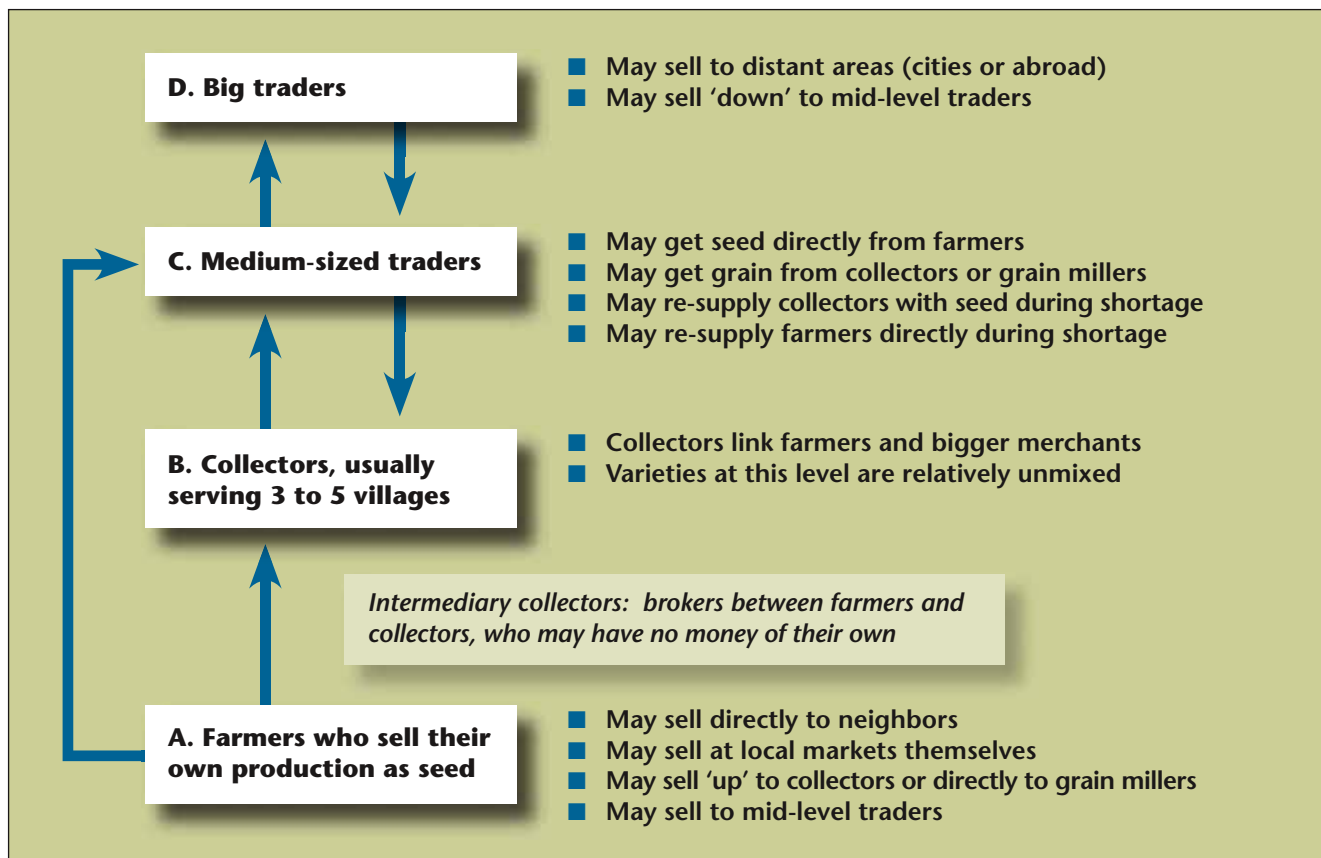 D. Big traders
■ May sell to distant areas (cities or abroad)
■ May sell ‘down’ to mid-level traders
C. Medium-sized traders
■ May get seed directly from farmers
■ May get grain from collectors or grain millers
■ May re-supply collectors with seed during shortage
■ May re-supply farmers directly during shortage
B. Collectors, usually
serving 3 to 5 villages
■ Collectors link farmers and bigger merchants
■ Varieties at this level are relatively unmixed
Intermediary collectors: brokers between farmers and
collectors, who may have no money of their own
A. Farmers who sell their
own production as seed
■ May sell directly to neighbors
■ May sell at local markets themselves
■ May sell ‘up’ to collectors or directly to grain millers
■ May sell to mid-level traders